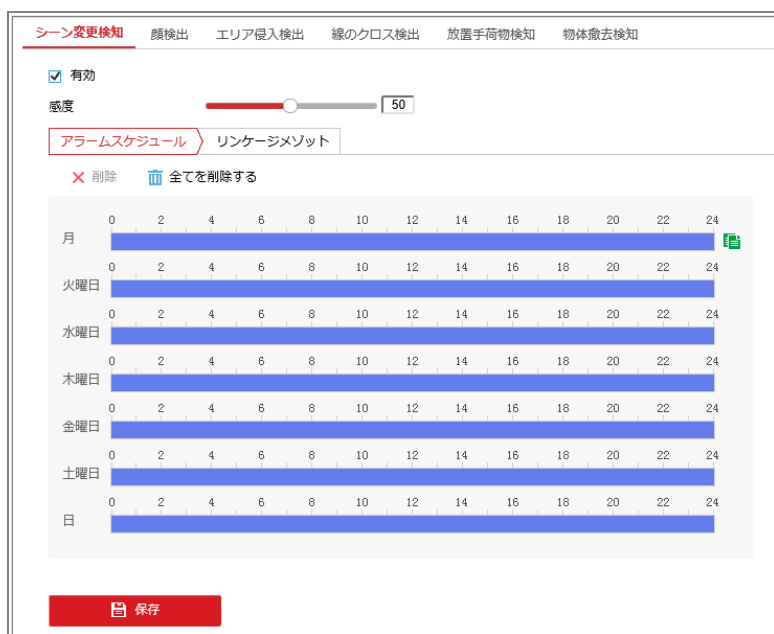 シーン変更検知 顔検出 エリア侵入検出 線のクロス検出 放置手荷物検知 物体撤去検知
有効
感度 50
アラームスケジュール リンケージメゾット
削除 全てを削除する
0 2 4 6 8 10 12 14 16 18 20 22 24
月
0 2 4 6 8 10 12 14 16 18 20 22 24
火曜日
0 2 4 6 8 10 12 14 16 18 20 22 24
水曜日
0 2 4 6 8 10 12 14 16 18 20 22 24
木曜日
0 2 4 6 8 10 12 14 16 18 20 22 24
金曜日
0 2 4 6 8 10 12 14 16 18 20 22 24
土曜日
0 2 4 6 8 10 12 14 16 18 20 22 24
日
保存